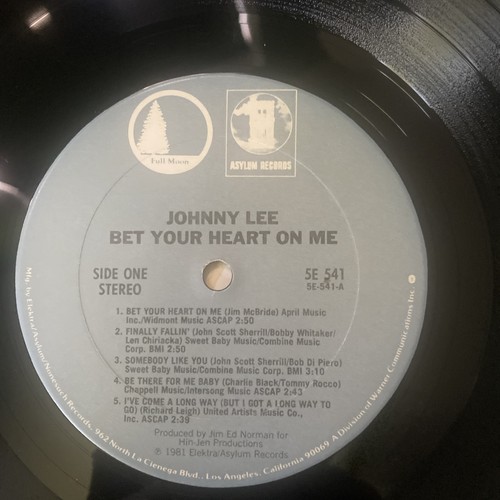 Full Moon
ASYLUM RECORDS
JOHNNY LEE
BET YOUR HEART ON ME
SIDE ONE
STEREO
5E 541
5E-541-A
1. BET YOUR HEART ON ME (Jim McBride) April Music
Inc./Widmont Music ASCAP 2:50
2. FINALLY FALLIN' (John Scott Sherrill/Bobby Whitaker/
Len Chiriacka) Sweet Baby Music/Combine Music
Corp. BMI 2:50
3. SOMEBODY LIKE YOU (John Scott Sherrill/Bob Di Piero)
Sweet Baby Music/Combine Music Corp. BMI 3:10
4. BE THERE FOR ME BABY (Charlie Black/Tommy Rocco)
Chappell Music/Intersong Music ASCAP 2:43
5. I'VE COME A LONG WAY (BUT I GOT A LONG WAY TO
GO) (Richard Leigh) United Artists Music Co.,
Inc. ASCAP 2:39
Produced by Jim Ed Norman for
Hin-Jen Productions
℗ 1981 Elektra/Asylum Records
Mfg. by Elektra/Asylum/Nonesuch Records, 962 North La Cienega Blvd., Los Angeles, California 90069 A Division of Warner Communications Inc.